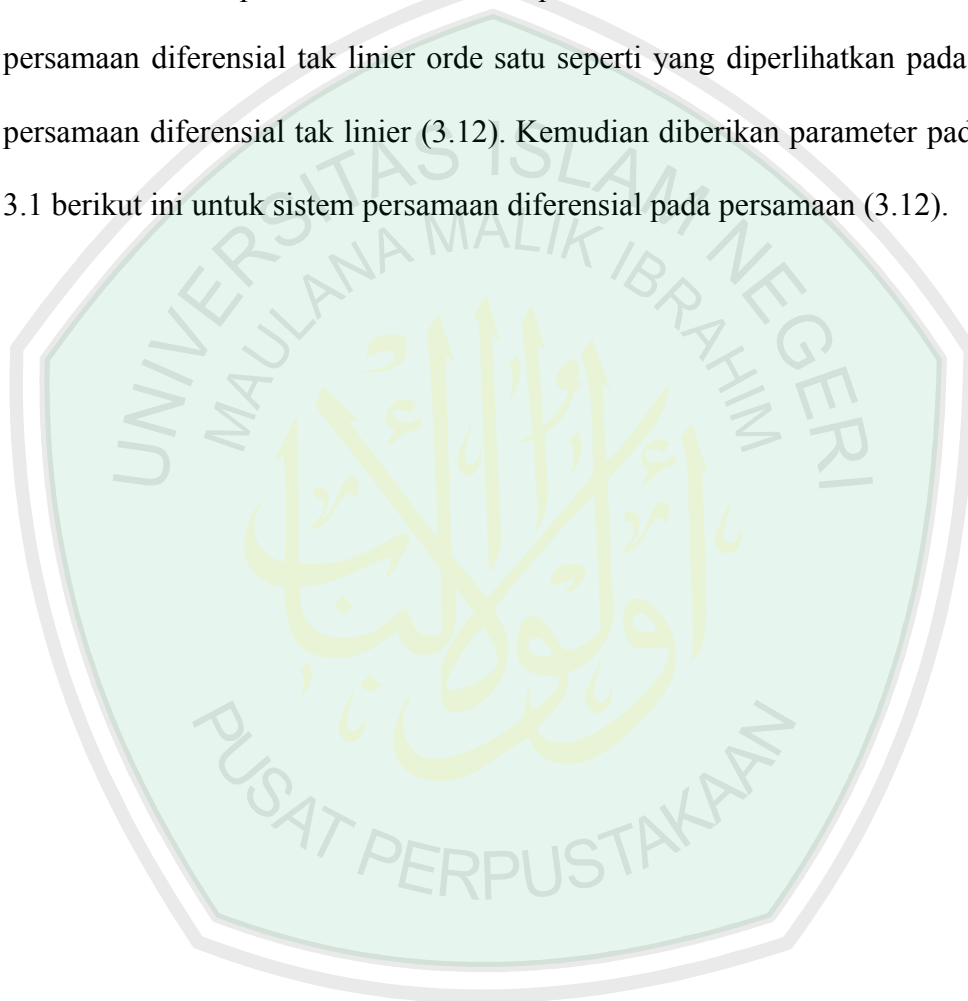 persamaan diferensial tak linier orde satu seperti yang diperlihatkan pada
persamaan diferensial tak linier (3.12). Kemudian diberikan parameter pad
3.1 berikut ini untuk sistem persamaan diferensial pada persamaan (3.12).
UNIVERSITAS ISLAM NEGERI
MAULANA MALIK IBRAHIM
أولوا الألباب
PUSAT PERPUSTAKAAN